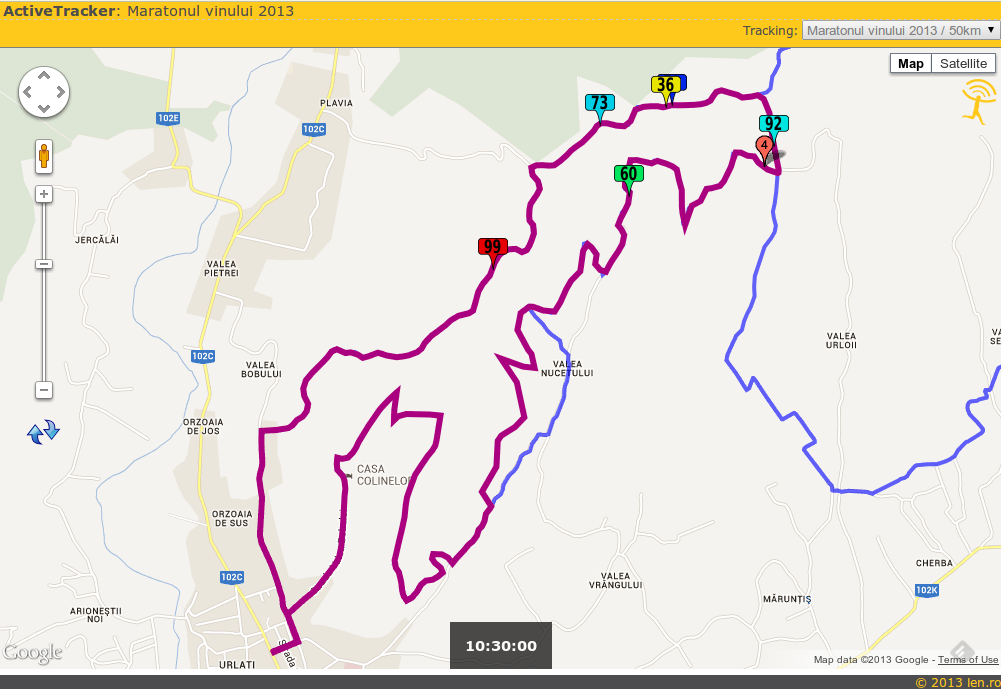 ActiveTracker: Maratonul vinului 2013
Tracking: Maratonul vinului 2013 / 50km
Map Satellite
36
73
92
4
60
99
PLAVIA
102E
102C
JERCĂLĂI
VALEA
PIETREI
102C
VALEA
BOBULUI
VALEA
NUCETULUI
VALEA
URLOII
VA
SE
ORZOAIA
DE JOS
CASA
COLINELOR
ORZOAIA
DE SUS
102C
CHERBA
102K
VALEA
VRÂNGULUI
MĂRUNȚIȘ
ARIONEȘTII
NOI
10:30:00
Google
URLATI
Strada
Map data ©2013 Google - Terms of Use
© 2013 len.ro